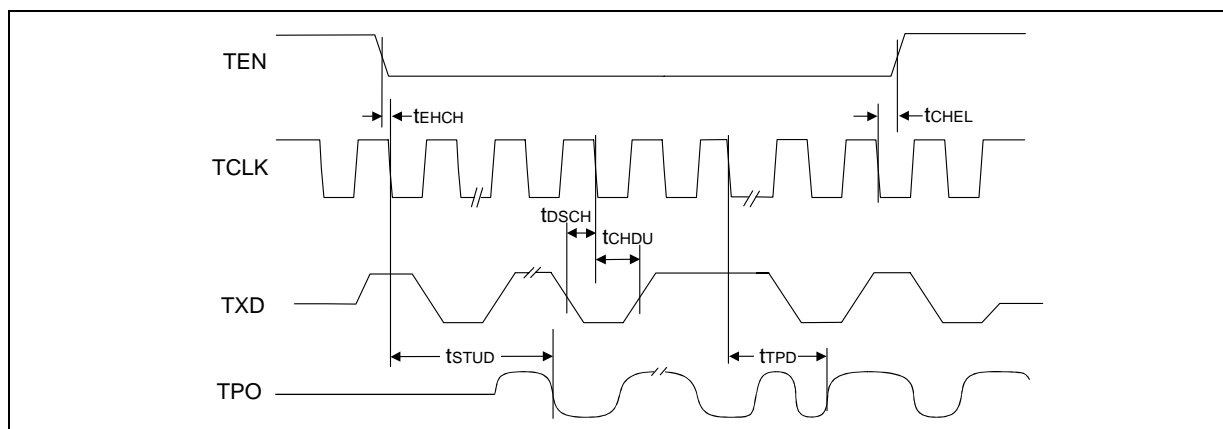 TEN
tEHCH
tCHEL
TCLK
tDSCH
tCHDU
TXD
tSTUD
tTPD
TPO